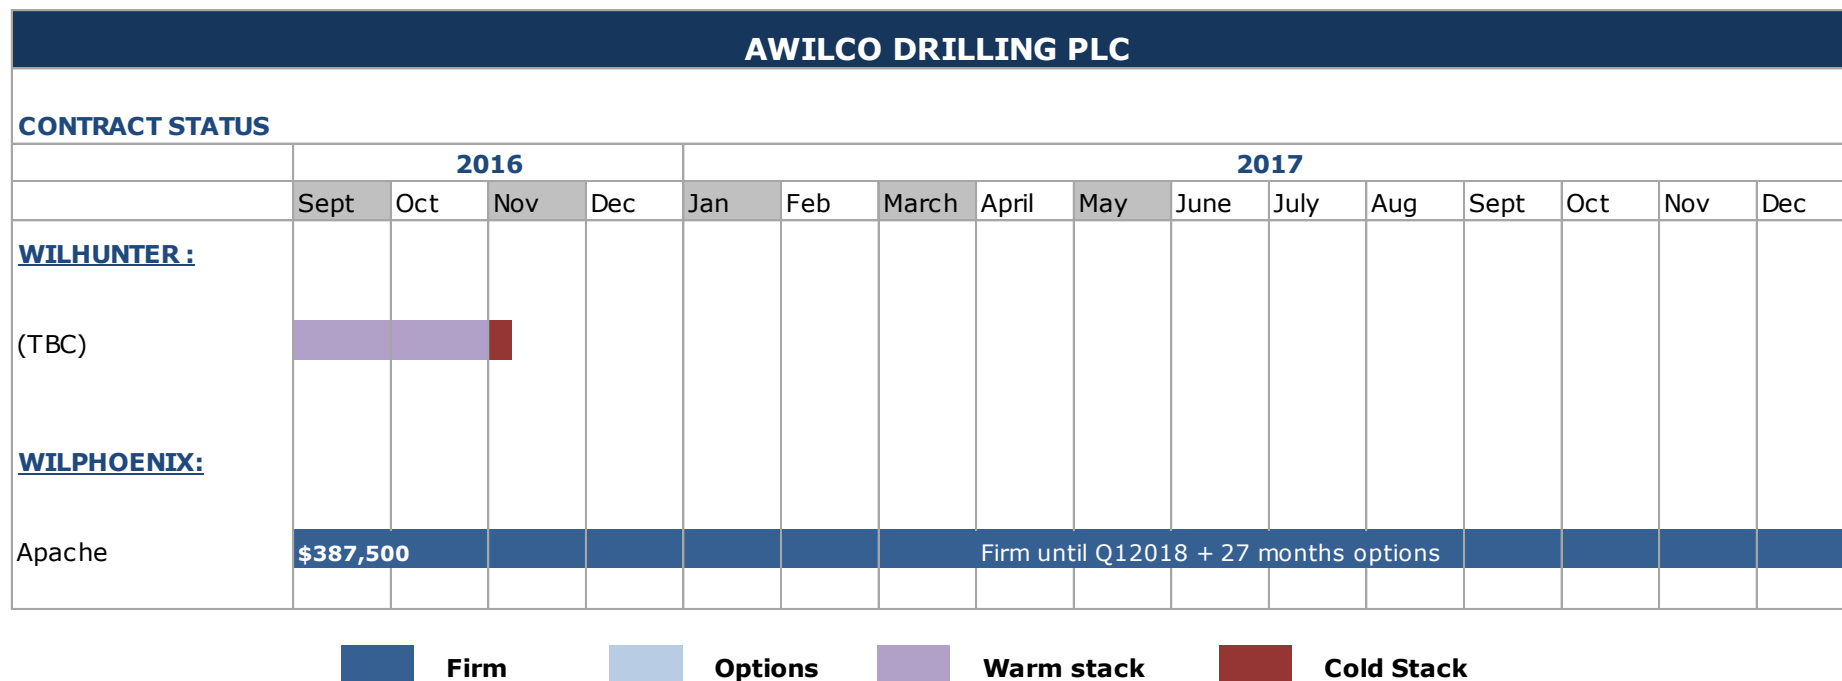 AWILCO DRILLING PLC
CONTRACT STATUS
2016 2017
Sept Oct Nov Dec Jan Feb March April May June July Aug Sept Oct Nov Dec
WILHUNTER :
(TBC)
WILPHOENIX:
Apache $387,500 Firm until Q12018 + 27 months options
Firm Options Warm stack Cold Stack